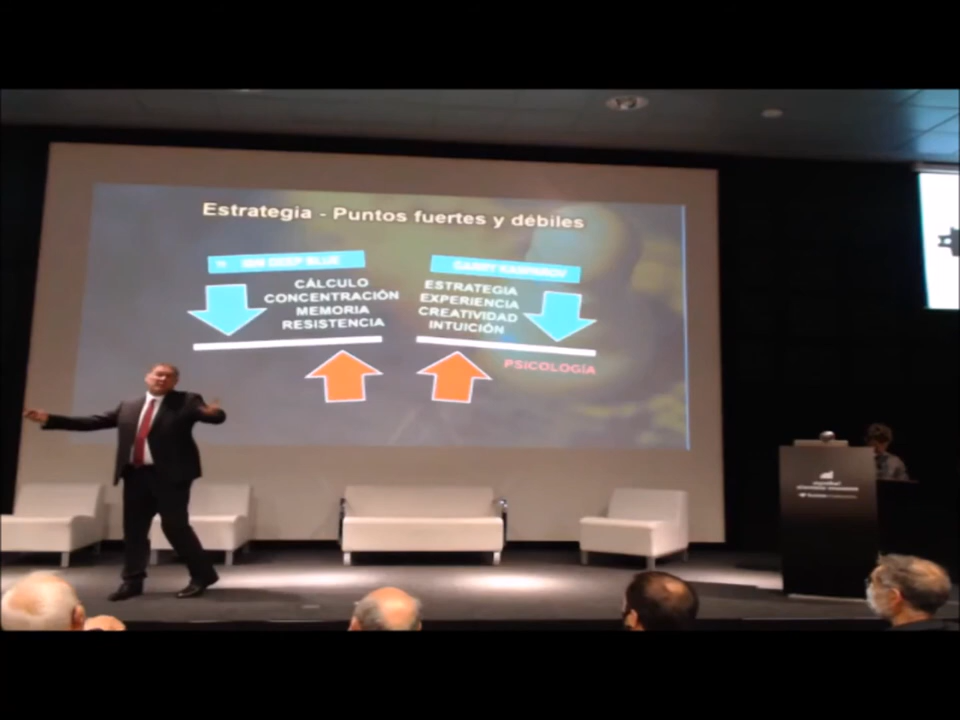 Estrategia - Puntos fuertes y débiles
IBM DEEP BLUE
CÁLCULO
CONCENTRACIÓN
MEMORIA
RESISTENCIA
GARRY KASPAROV
ESTRATEGIA
EXPERIENCIA
CREATIVIDAD
INTUICIÓN
PSICOLOGÍA